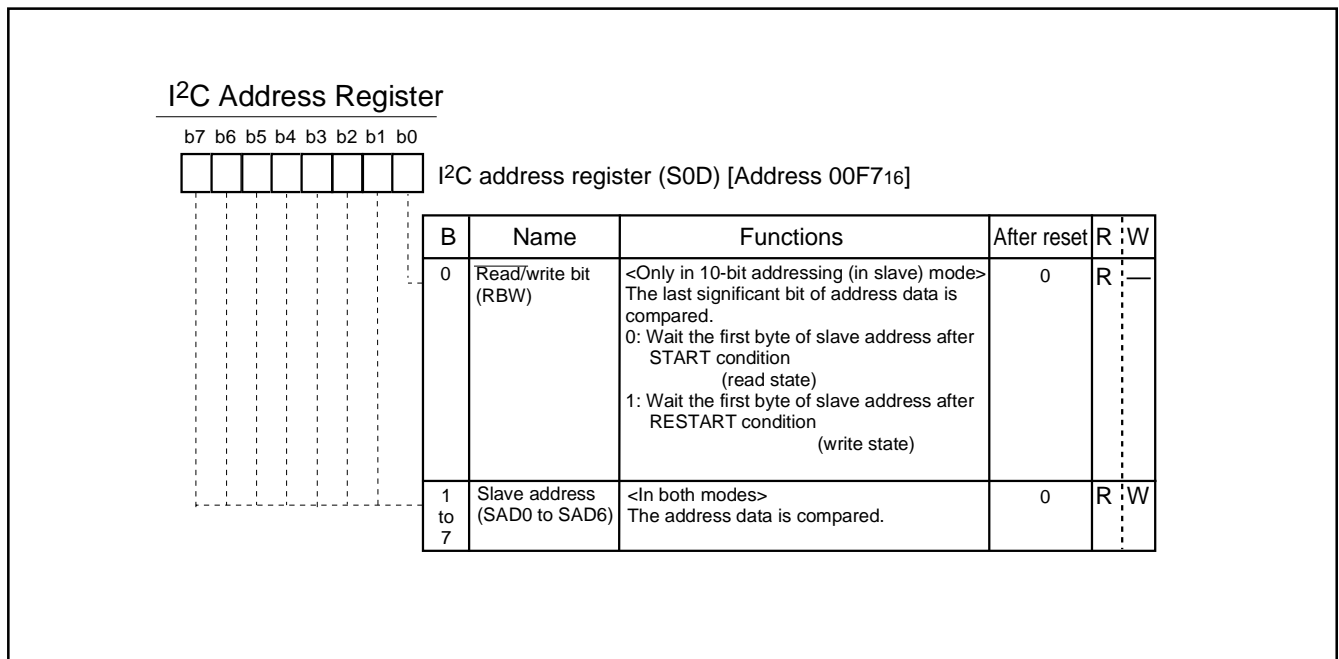 I2C Address Register
b7 b6 b5 b4 b3 b2 b1 b0
I2C address register (S0D) [Address 00F716]
B Name Functions After reset R W
0 Read/write bit (RBW) <Only in 10-bit addressing (in slave) mode> 0 R —
The last significant bit of address data is
compared.
0: Wait the first byte of slave address after
START condition
(read state)
1: Wait the first byte of slave address after
RESTART condition
(write state)
1 to 7 Slave address (SAD0 to SAD6) <In both modes> 0 R W
The address data is compared.